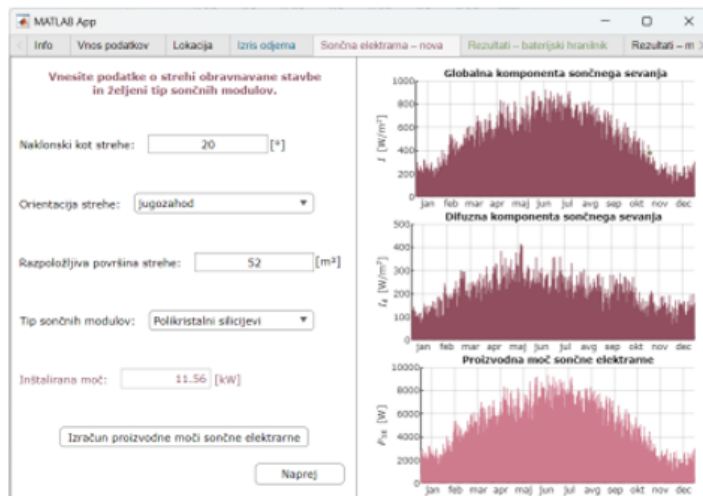 MATLAB App
Info Vnos podatkov Lokacija Izris odjema Sončna elektrarna – nova Rezultati – baterijski hranilnik Rezultati – m
Vnesite podatke o strehi obravnavane stavbe
in željeni tip sončnih modulov.
Naklonski kot strehe: 20 [°]
Orientacija strehe: jugozahod
Razpoložljiva površina strehe: 52 [m²]
Tip sončnih modulov: Polikristalni silicijevi
Inštalirana moč: 11.56 [kW]
Izračun proizvodne moči sončne elektrarne
Naprej
Globalna komponenta sončnega sevanja
1000
800
600
400
200
0
I [W/m²]
jan feb mar apr maj jun jul avg sep okt nov dec
Difuzna komponenta sončnega sevanja
500
400
300
200
100
0
I_d [W/m²]
jan feb mar apr maj jun jul avg sep okt nov dec
Proizvodna moč sončne elektrarne
10000
8000
6000
4000
2000
0
P_SE [W]
jan feb mar apr maj jun jul avg sep okt nov dec